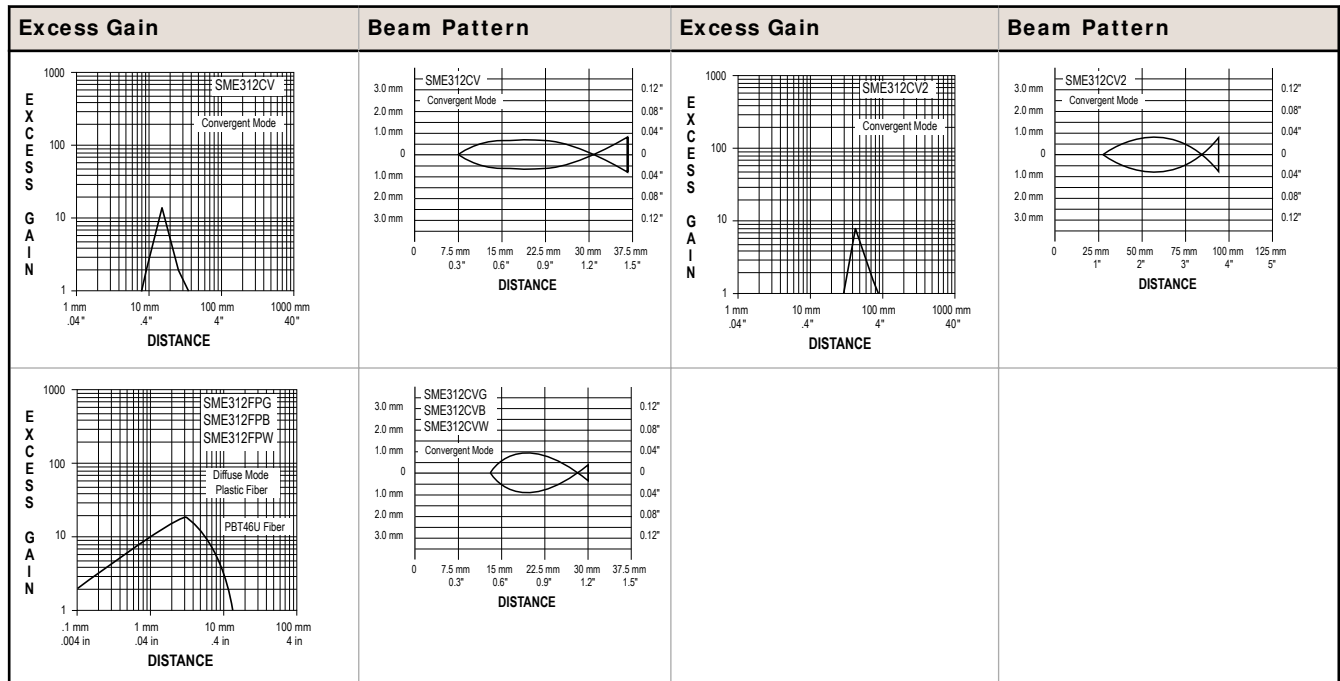 Excess Gain
Beam Pattern
Excess Gain
Beam Pattern
EXCESS GAIN
1000
100
10
1
SME312CV
Convergent Mode
1 mm 10 mm 100 mm 1000 mm
.04" .4" 4" 40"
DISTANCE
SME312CV
Convergent Mode
3.0 mm 0.12"
2.0 mm 0.08"
1.0 mm 0.04"
0 0
1.0 mm 0.04"
2.0 mm 0.08"
3.0 mm 0.12"
0 7.5 mm 15 mm 22.5 mm 30 mm 37.5 mm
0.3" 0.6" 0.9" 1.2" 1.5"
DISTANCE
EXCESS GAIN
1000
100
10
1
SME312CV2
Convergent Mode
1 mm 10 mm 100 mm 1000 mm
.04" .4" 4" 40"
DISTANCE
SME312CV2
Convergent Mode
3.0 mm 0.12"
2.0 mm 0.08"
1.0 mm 0.04"
0 0
1.0 mm 0.04"
2.0 mm 0.08"
3.0 mm 0.12"
0 25 mm 50 mm 75 mm 100 mm 125 mm
1" 2" 3" 4" 5"
DISTANCE
EXCESS GAIN
1000
100
10
1
SME312FPG
SME312FPB
SME312FPW
Diffuse Mode
Plastic Fiber
PBT46U Fiber
.1 mm 1 mm 10 mm 100 mm
.004 in .04 in .4 in 4 in
DISTANCE
SME312CVG
SME312CVB
SME312CVW
Convergent Mode
3.0 mm 0.12"
2.0 mm 0.08"
1.0 mm 0.04"
0 0
1.0 mm 0.04"
2.0 mm 0.08"
3.0 mm 0.12"
0 7.5 mm 15 mm 22.5 mm 30 mm 37.5 mm
0.3" 0.6" 0.9" 1.2" 1.5"
DISTANCE